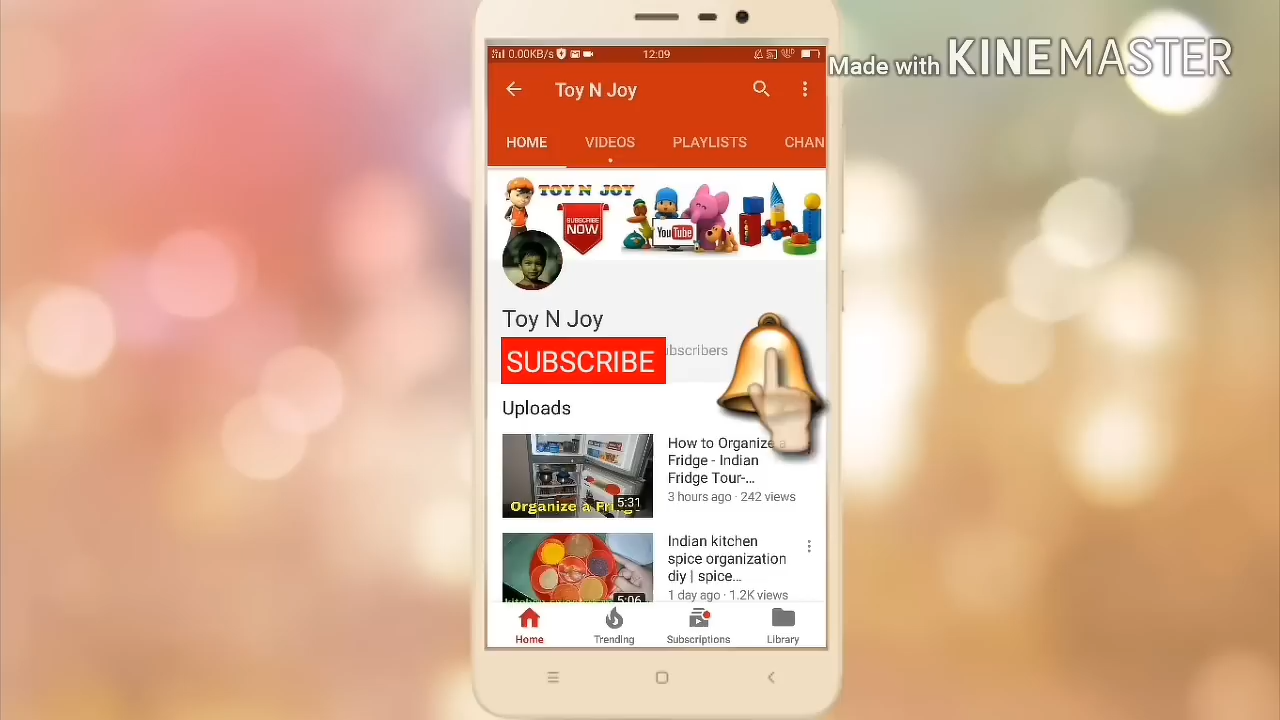 0.00KB/s
12:09
Made with KINEMASTER
Toy N Joy
HOME VIDEOS PLAYLISTS CHAN
TOY N JOY
SUBSCRIBE
NOW
YouTube
Toy N Joy
SUBSCRIBE
Uploads
How to Organize a
Fridge - Indian
Fridge Tour-...
3 hours ago · 242 views
5:31
Organize a
Indian kitchen
spice organization
diy | spice...
1 day ago · 1.2K views
5:06
Home Trending Subscriptions Library